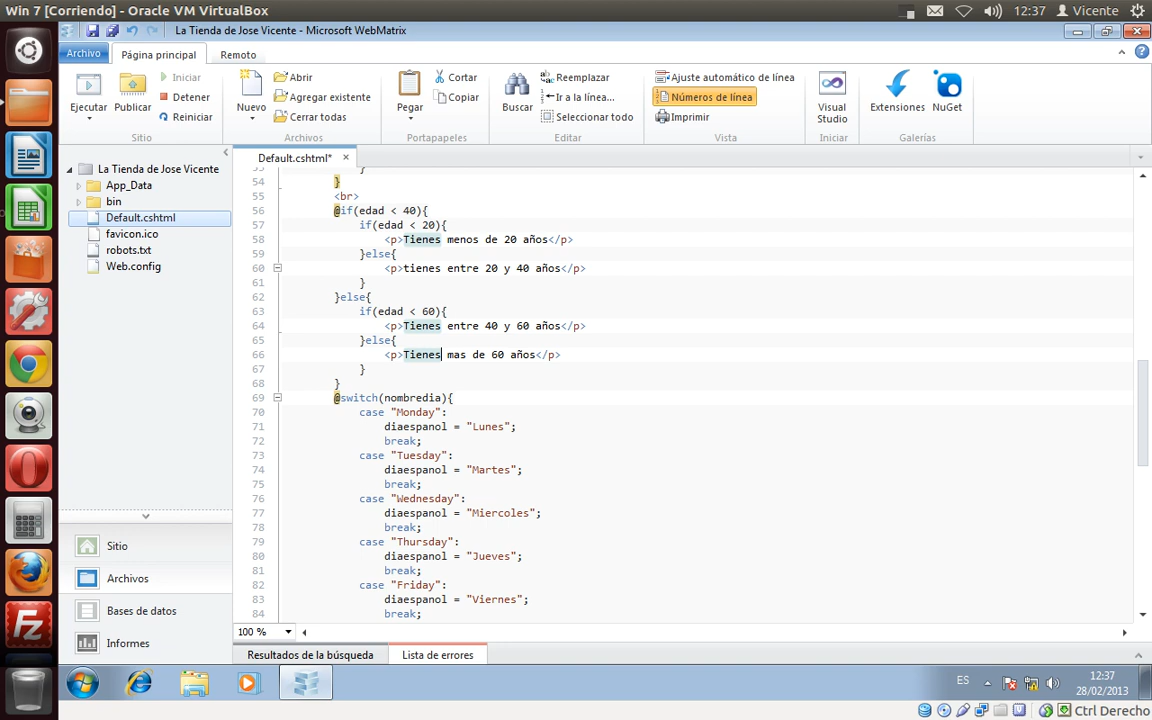 Win 7 [Corriendo] - Oracle VM VirtualBox
12:37 Vicente
La Tienda de Jose Vicente - Microsoft WebMatrix
Archivo Página principal Remoto
Ejecutar Publicar Iniciar Detener Reiniciar
Sitio
Nuevo Abrir Agregar existente Cerrar todas
Archivos
Pegar Cortar Copiar
Portapapeles
Buscar Reemplazar Ir a la línea... Seleccionar todo
Editar
Ajuste automático de línea Números de línea Imprimir
Vista
Visual Studio
Iniciar
Extensiones NuGet
Galerías
La Tienda de Jose Vicente
App_Data
bin
Default.cshtml
favicon.ico
robots.txt
Web.config
Sitio
Archivos
Bases de datos
Informes
Default.cshtml*
53 }
54 }
55 <br>
56 @if(edad < 40){
57 if(edad < 20){
58 <p>Tienes menos de 20 años</p>
59 }else{
60 <p>tienes entre 20 y 40 años</p>
61 }
62 }else{
63 if(edad < 60){
64 <p>Tienes entre 40 y 60 años</p>
65 }else{
66 <p>Tienes mas de 60 años</p>
67 }
68 }
69 @switch(nombredia){
70 case "Monday":
71 diaespanol = "Lunes";
72 break;
73 case "Tuesday":
74 diaespanol = "Martes";
75 break;
76 case "Wednesday":
77 diaespanol = "Miercoles";
78 break;
79 case "Thursday":
80 diaespanol = "Jueves";
81 break;
82 case "Friday":
83 diaespanol = "Viernes";
84 break;
100 %
Resultados de la búsqueda Lista de errores
ES 12:37
28/02/2013
Ctrl Derecho